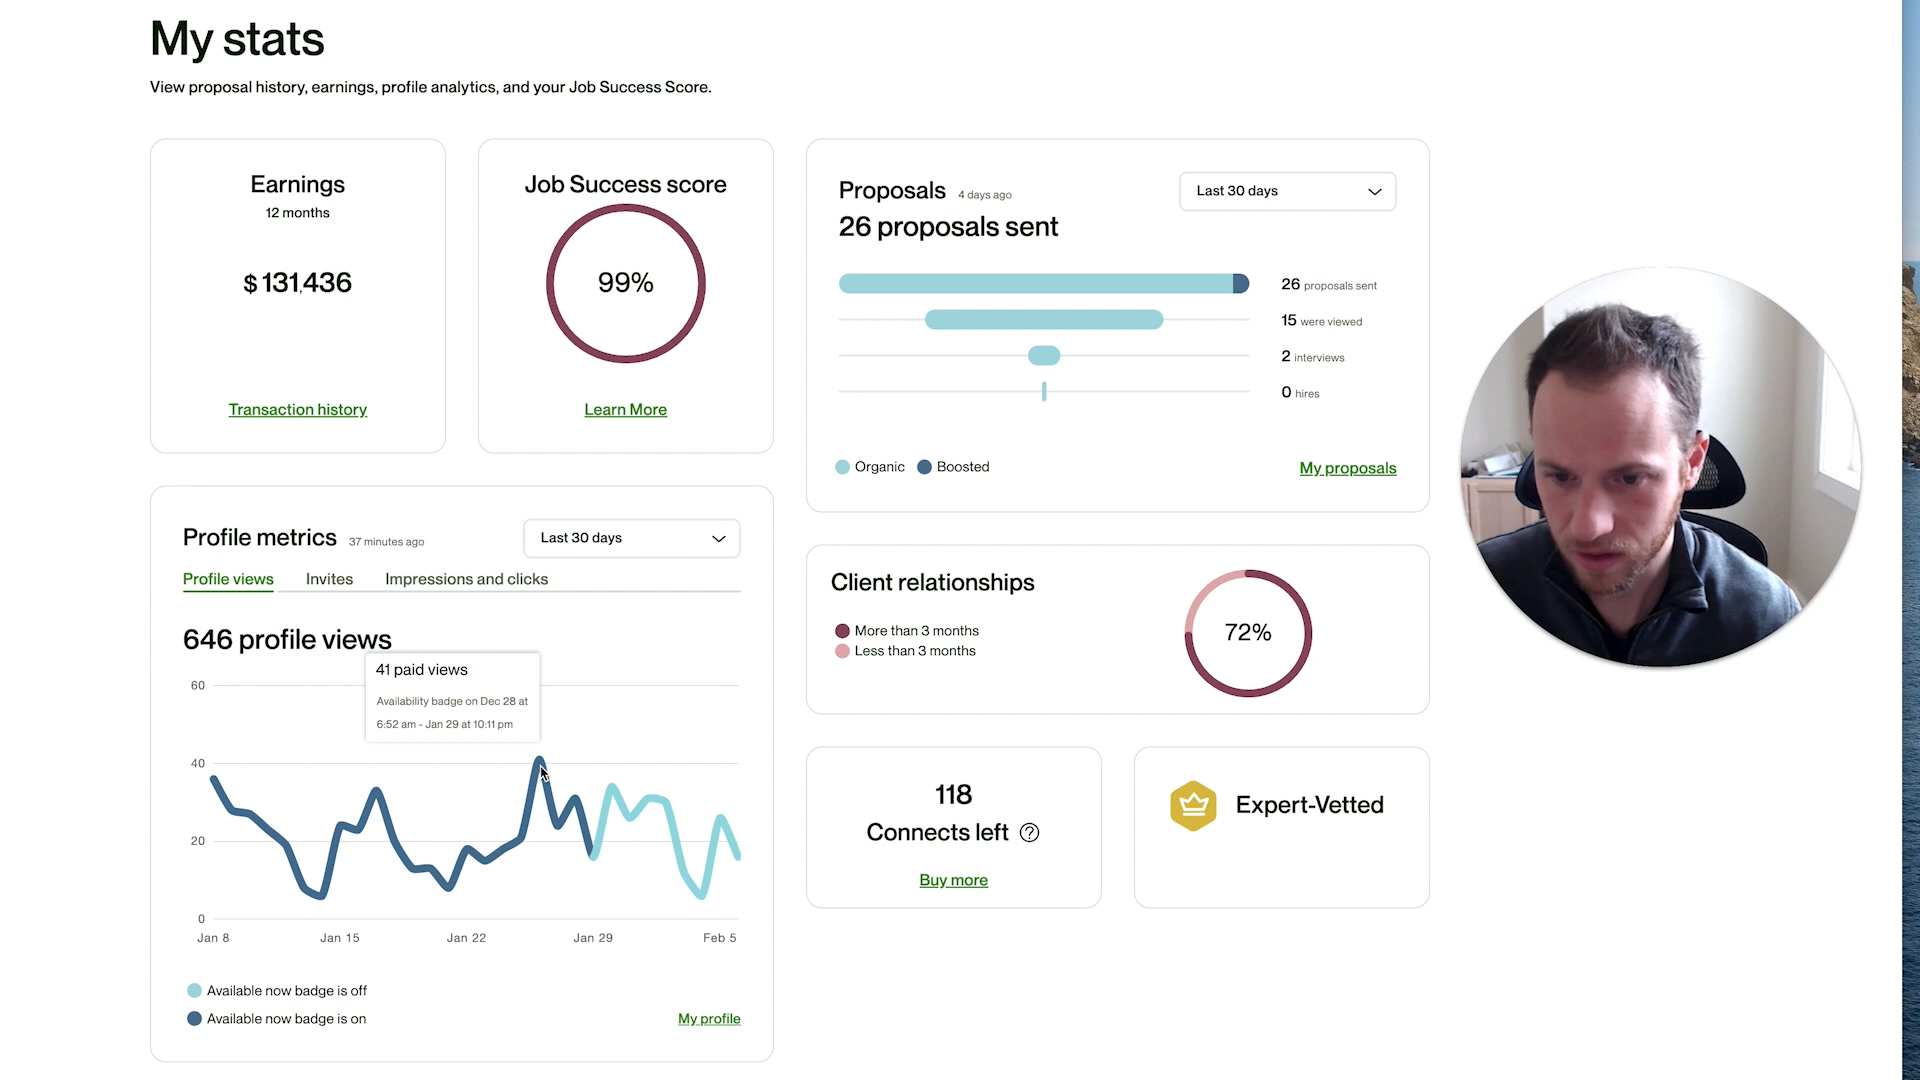 My stats
View proposal history, earnings, profile analytics, and your Job Success Score.
Earnings
12 months
$ 131,436
Transaction history
Job Success score
99%
Learn More
Proposals 4 days ago
Last 30 days
26 proposals sent
26 proposals sent
15 were viewed
2 interviews
0 hires
Organic
Boosted
My proposals
Profile metrics 37 minutes ago
Last 30 days
Profile views
Invites
Impressions and clicks
646 profile views
41 paid views
Availability badge on Dec 28 at
6:52 am - Jan 29 at 10:11 pm
60
40
20
0
Jan 8
Jan 15
Jan 22
Jan 29
Feb 5
Available now badge is off
Available now badge is on
My profile
Client relationships
More than 3 months
Less than 3 months
72%
118
Connects left ?
Buy more
Expert-Vetted